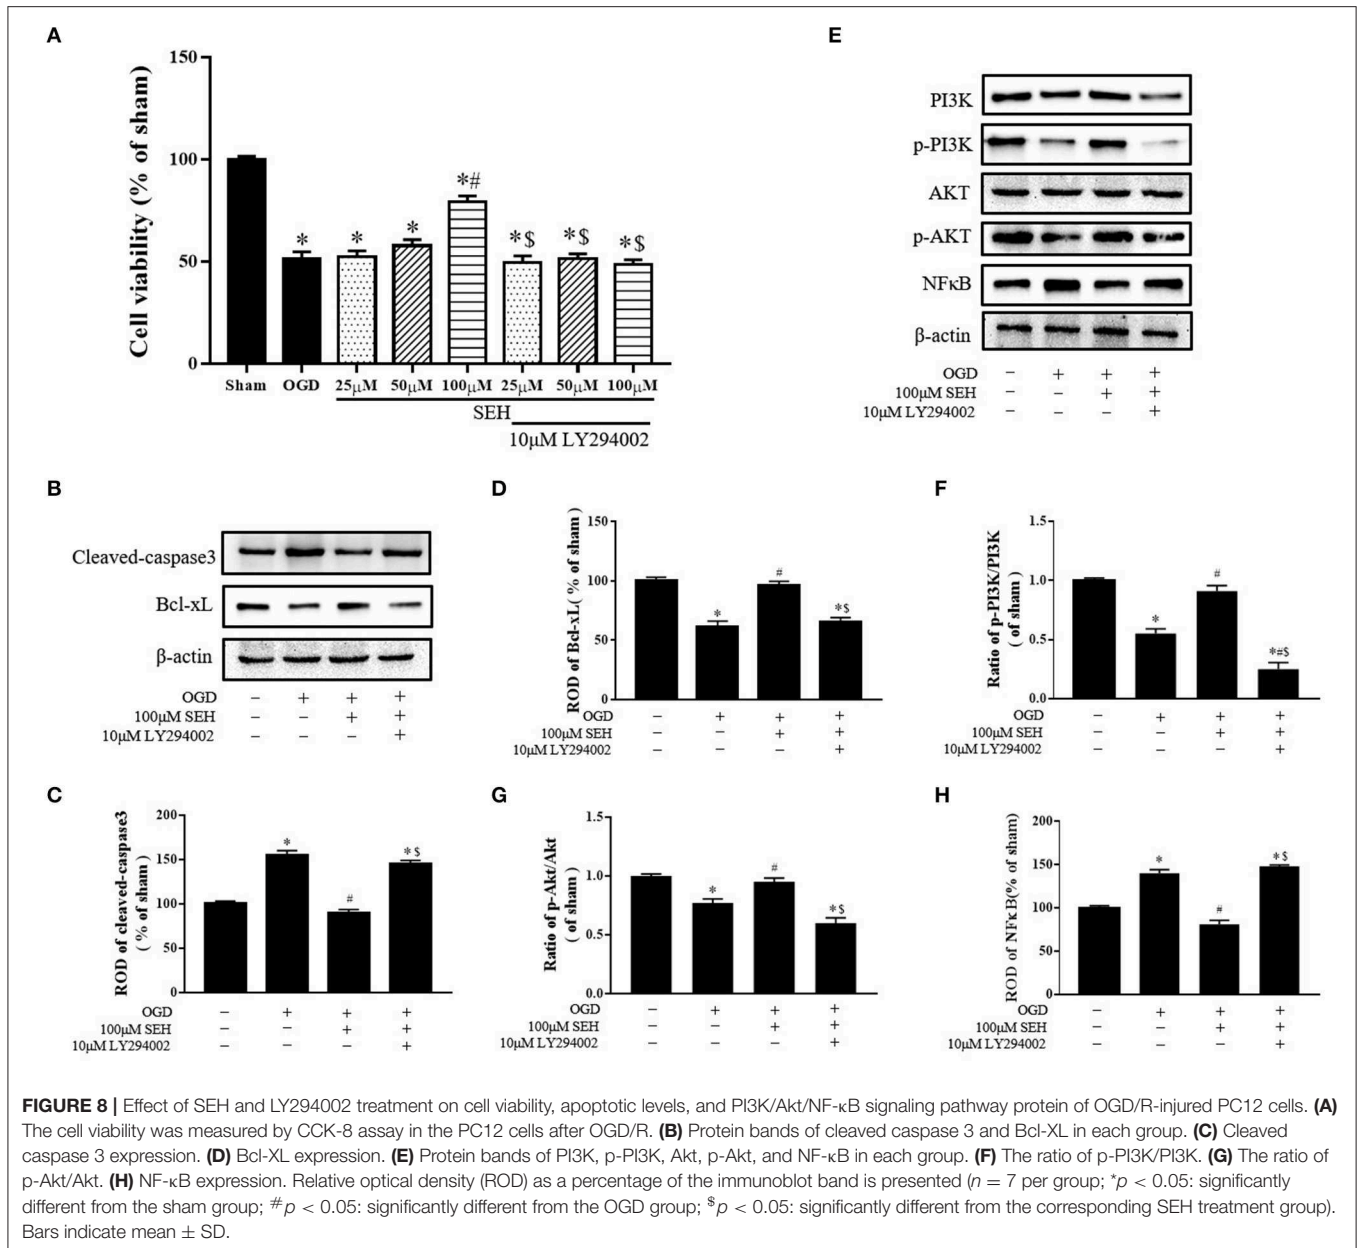 A
Cell viability (% of sham)
150
100
50
0
*
*
*
*#
*$
*$
*$
Sham OGD 25μM 50μM 100μM 25μM 50μM 100μM
SEH
10μM LY294002
E
PI3K
p-PI3K
AKT
p-AKT
NFκB
β-actin
OGD − + + +
100μM SEH − − + +
10μM LY294002 − − − +
B
Cleaved-caspase3
Bcl-xL
β-actin
OGD − + + +
100μM SEH − − + +
10μM LY294002 − − − +
D
ROD of Bcl-xL( % of sham)
150
100
50
0
*
#
*$
OGD − + + +
100μM SEH − − + +
10μM LY294002 − − − +
F
Ratio of p-PI3K/PI3K
( of sham)
1.5
1.0
0.5
0.0
*
#
*#$
OGD − + + +
100μM SEH − − + +
10μM LY294002 − − − +
C
ROD of cleaved-caspase3
( % of sham )
200
150
100
50
0
*
#
*$
OGD − + + +
100μM SEH − − + +
10μM LY294002 − − − +
G
Ratio of p-Akt/Akt
( of sham )
1.5
1.0
0.5
0.0
*
#
*$
OGD − + + +
100μM SEH − − + +
10μM LY294002 − − − +
H
ROD of NFκB(% of sham)
200
150
100
50
0
*
#
*$
OGD − + + +
100μM SEH − − + +
10μM LY294002 − − − +
FIGURE 8 | Effect of SEH and LY294002 treatment on cell viability, apoptotic levels, and PI3K/Akt/NF-κB signaling pathway protein of OGD/R-injured PC12 cells. (A)
The cell viability was measured by CCK-8 assay in the PC12 cells after OGD/R. (B) Protein bands of cleaved caspase 3 and Bcl-XL in each group. (C) Cleaved
caspase 3 expression. (D) Bcl-XL expression. (E) Protein bands of PI3K, p-PI3K, Akt, p-Akt, and NF-κB in each group. (F) The ratio of p-PI3K/PI3K. (G) The ratio of
p-Akt/Akt. (H) NF-κB expression. Relative optical density (ROD) as a percentage of the immunoblot band is presented (n = 7 per group; *p < 0.05: significantly
different from the sham group; #p < 0.05: significantly different from the OGD group; $p < 0.05: significantly different from the corresponding SEH treatment group).
Bars indicate mean ± SD.